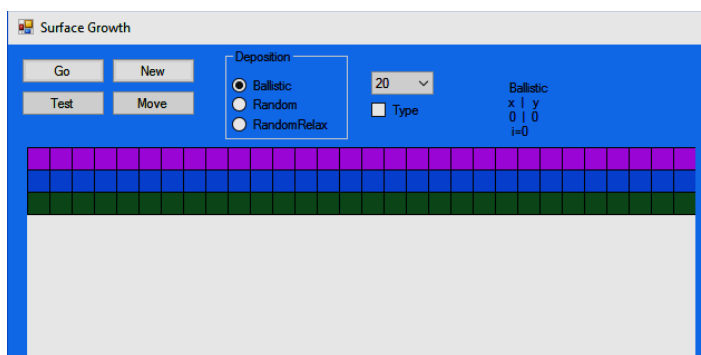 Surface Growth
Go
New
Test
Move
Deposition
Ballistic
Random
RandomRelax
20
Type
Ballistic
x | y
0 | 0
i=0